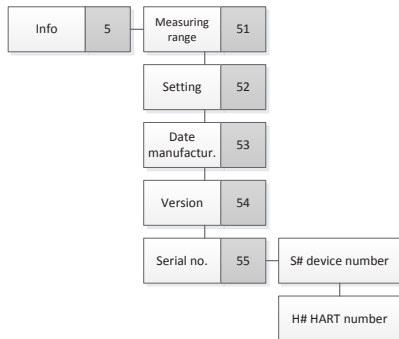 Info 5 Measuring range 51
Setting 52
Date manufactur. 53
Version 54
Serial no. 55 S# device number
H# HART number